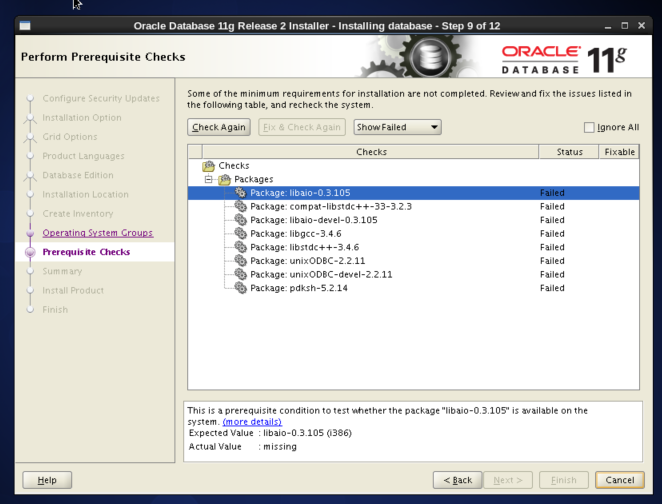 Oracle Database 11g Release 2 Installer - Installing database - Step 9 of 12
Perform Prerequisite Checks
ORACLE
DATABASE
11g
Configure Security Updates
Installation Option
Grid Options
Product Languages
Database Edition
Installation Location
Create Inventory
Operating System Groups
Prerequisite Checks
Summary
Install Product
Finish
Some of the minimum requirements for installation are not completed. Review and fix the issues listed in
the following table, and recheck the system.
Check Again Fix & Check Again Show Failed Ignore All
Checks Status Fixable
Checks
Packages
Package: libaio-0.3.105 Failed
Package: compat-libstdc++-33-3.2.3 Failed
Package: libaio-devel-0.3.105 Failed
Package: libgcc-3.4.6 Failed
Package: libstdc++-3.4.6 Failed
Package: unixODBC-2.2.11 Failed
Package: unixODBC-devel-2.2.11 Failed
Package: pdksh-5.2.14 Failed
This is a prerequisite condition to test whether the package "libaio-0.3.105" is available on the
system. (more details)
Expected Value : libaio-0.3.105 (i386)
Actual Value : missing
Help < Back Next > Finish Cancel